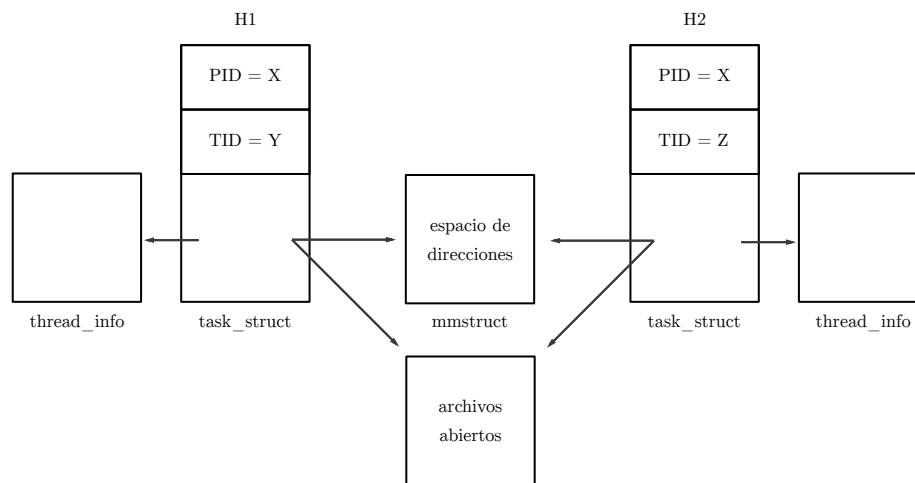 H1
H2
PID = X
PID = X
TID = Y
TID = Z
espacio de
direcciones
thread_info
task_struct
mmstruct
task_struct
thread_info
archivos
abiertos